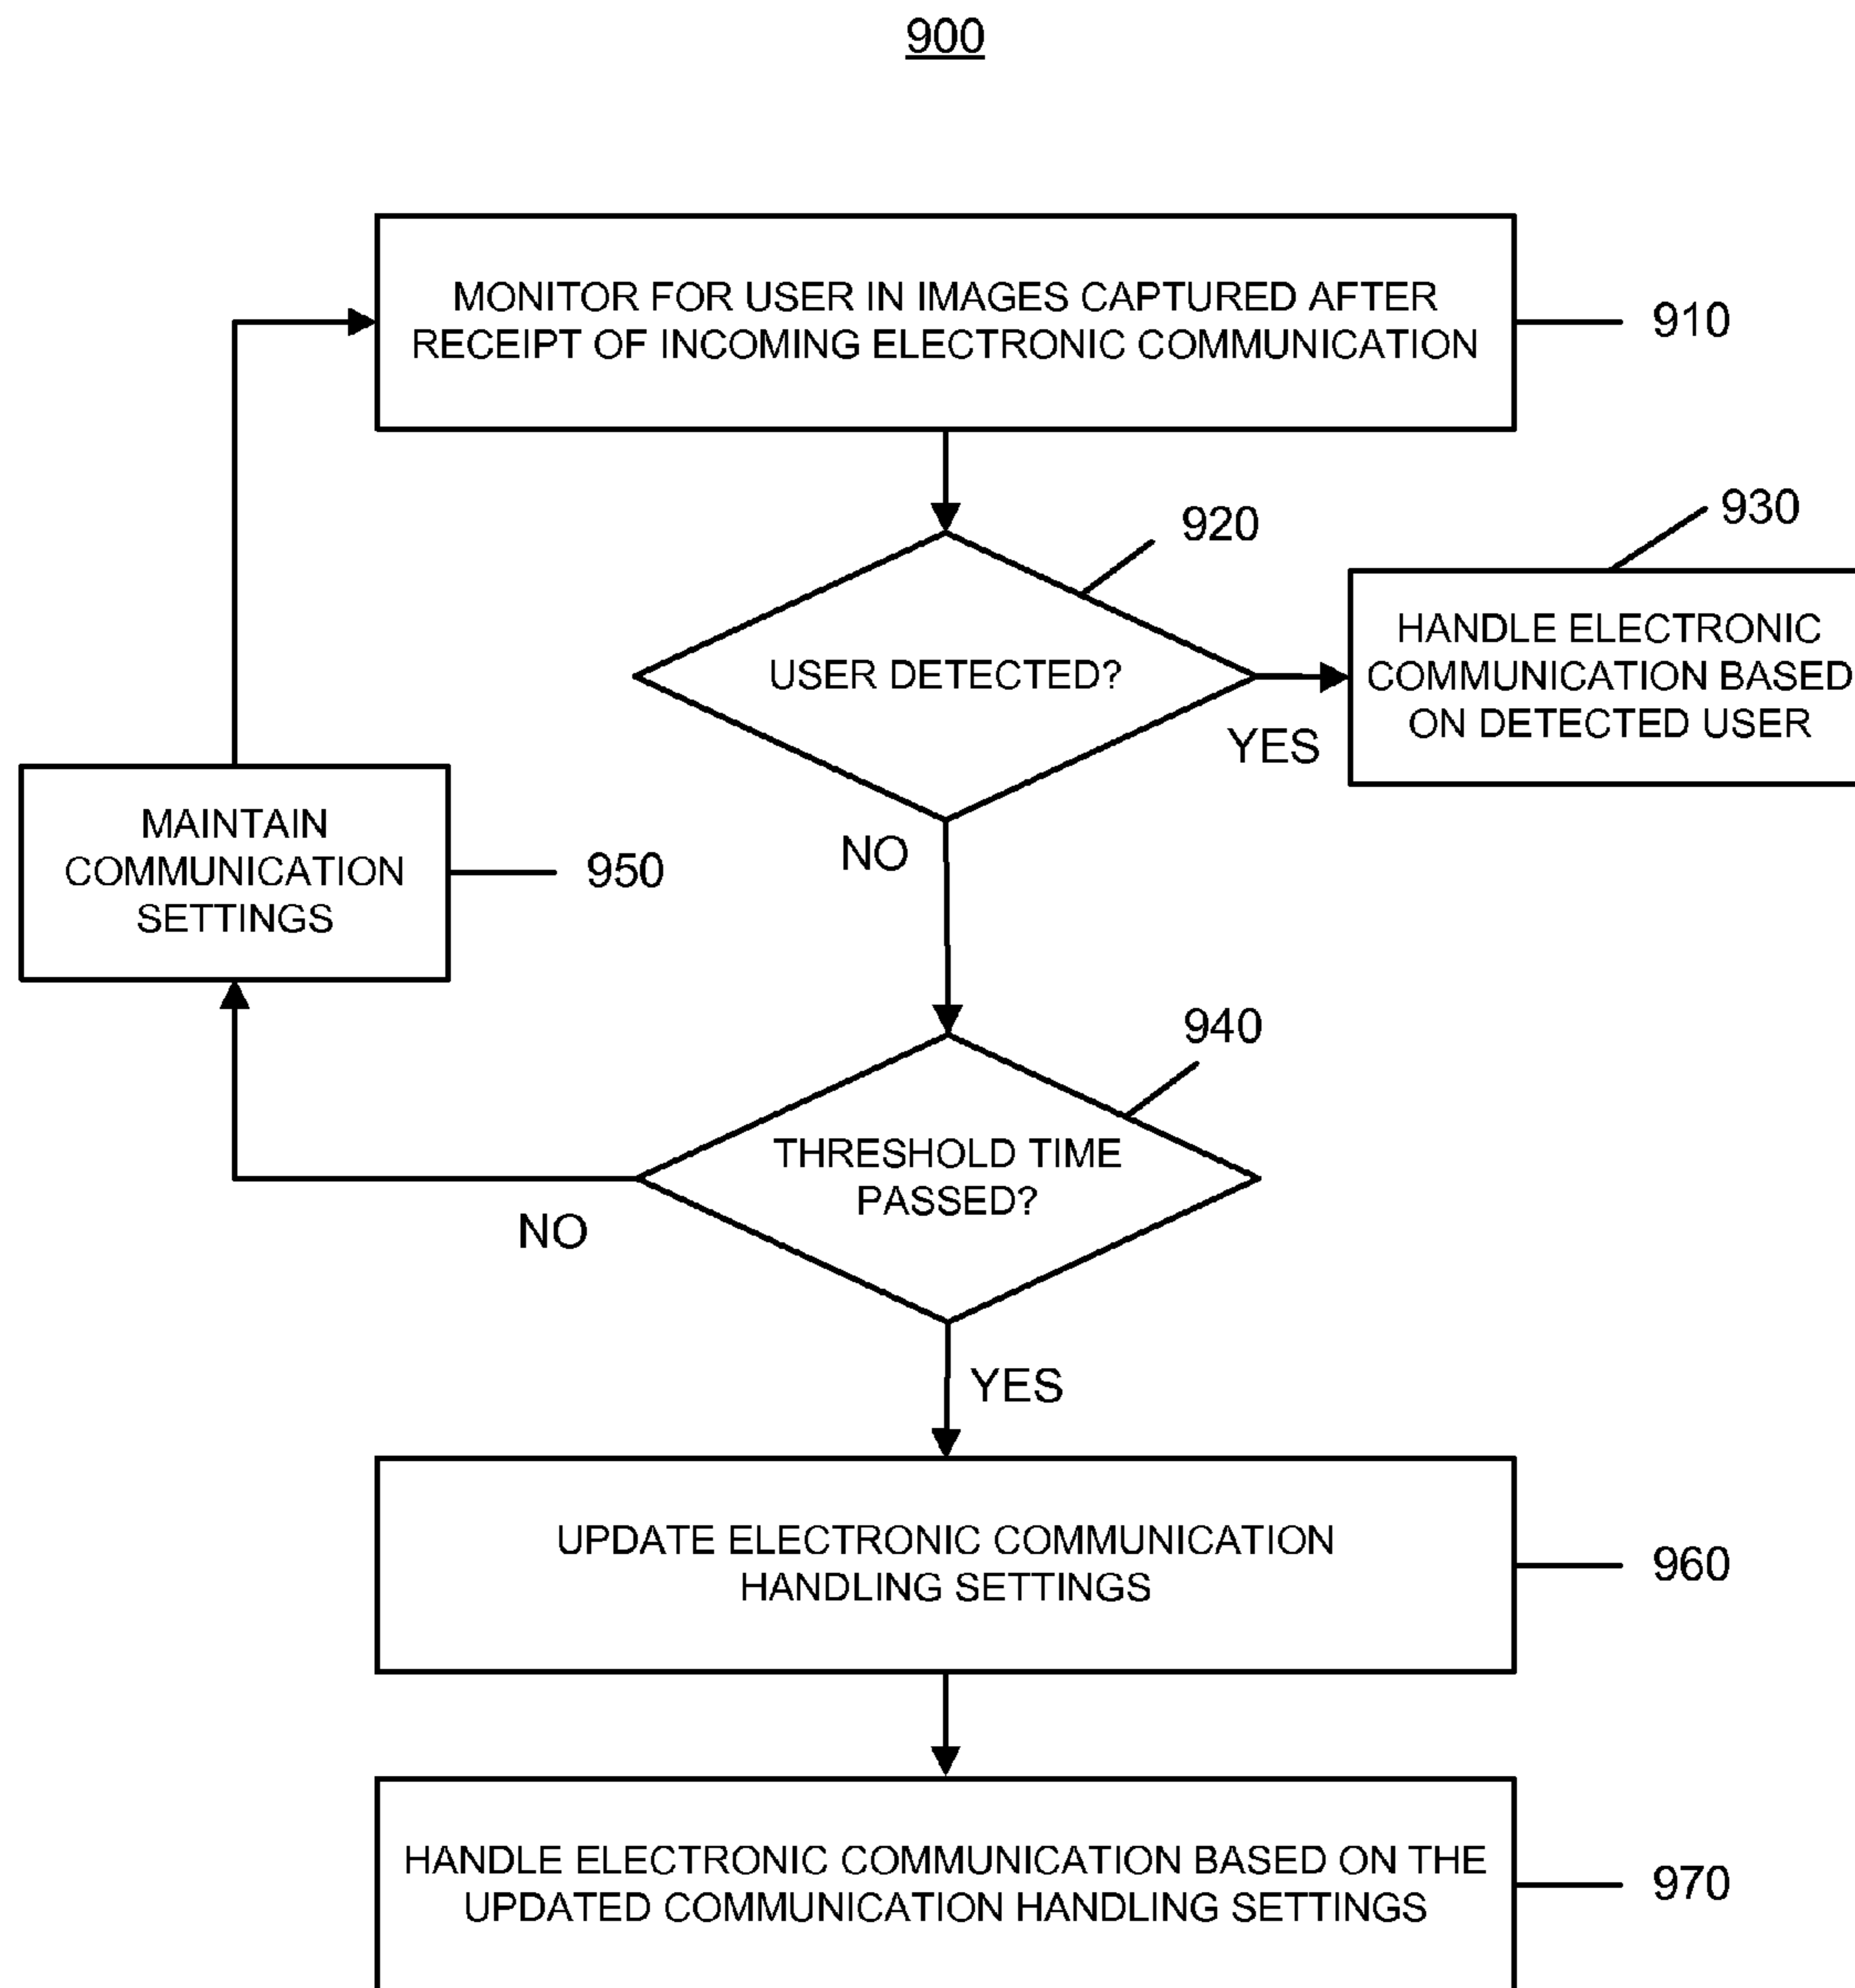 900
MONITOR FOR USER IN IMAGES CAPTURED AFTER
RECEIPT OF INCOMING ELECTRONIC COMMUNICATION
910
920
USER DETECTED?
YES
930
HANDLE ELECTRONIC
COMMUNICATION BASED
ON DETECTED USER
NO
MAINTAIN
COMMUNICATION
SETTINGS
950
940
THRESHOLD TIME
PASSED?
NO
YES
UPDATE ELECTRONIC COMMUNICATION
HANDLING SETTINGS
960
HANDLE ELECTRONIC COMMUNICATION BASED ON THE
UPDATED COMMUNICATION HANDLING SETTINGS
970